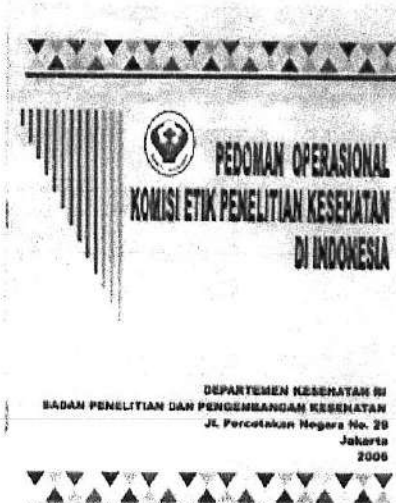 PEDOMAN OPERASIONAL
KOMISI ETIK PENELITIAN KESEHATAN
DI INDONESIA
DEPARTEMEN KESEHATAN RI
BADAN PENELITIAN DAN PENGEMBANGAN KESEHATAN
JL. Percetakan Negara No. 29
Jakarta
2006